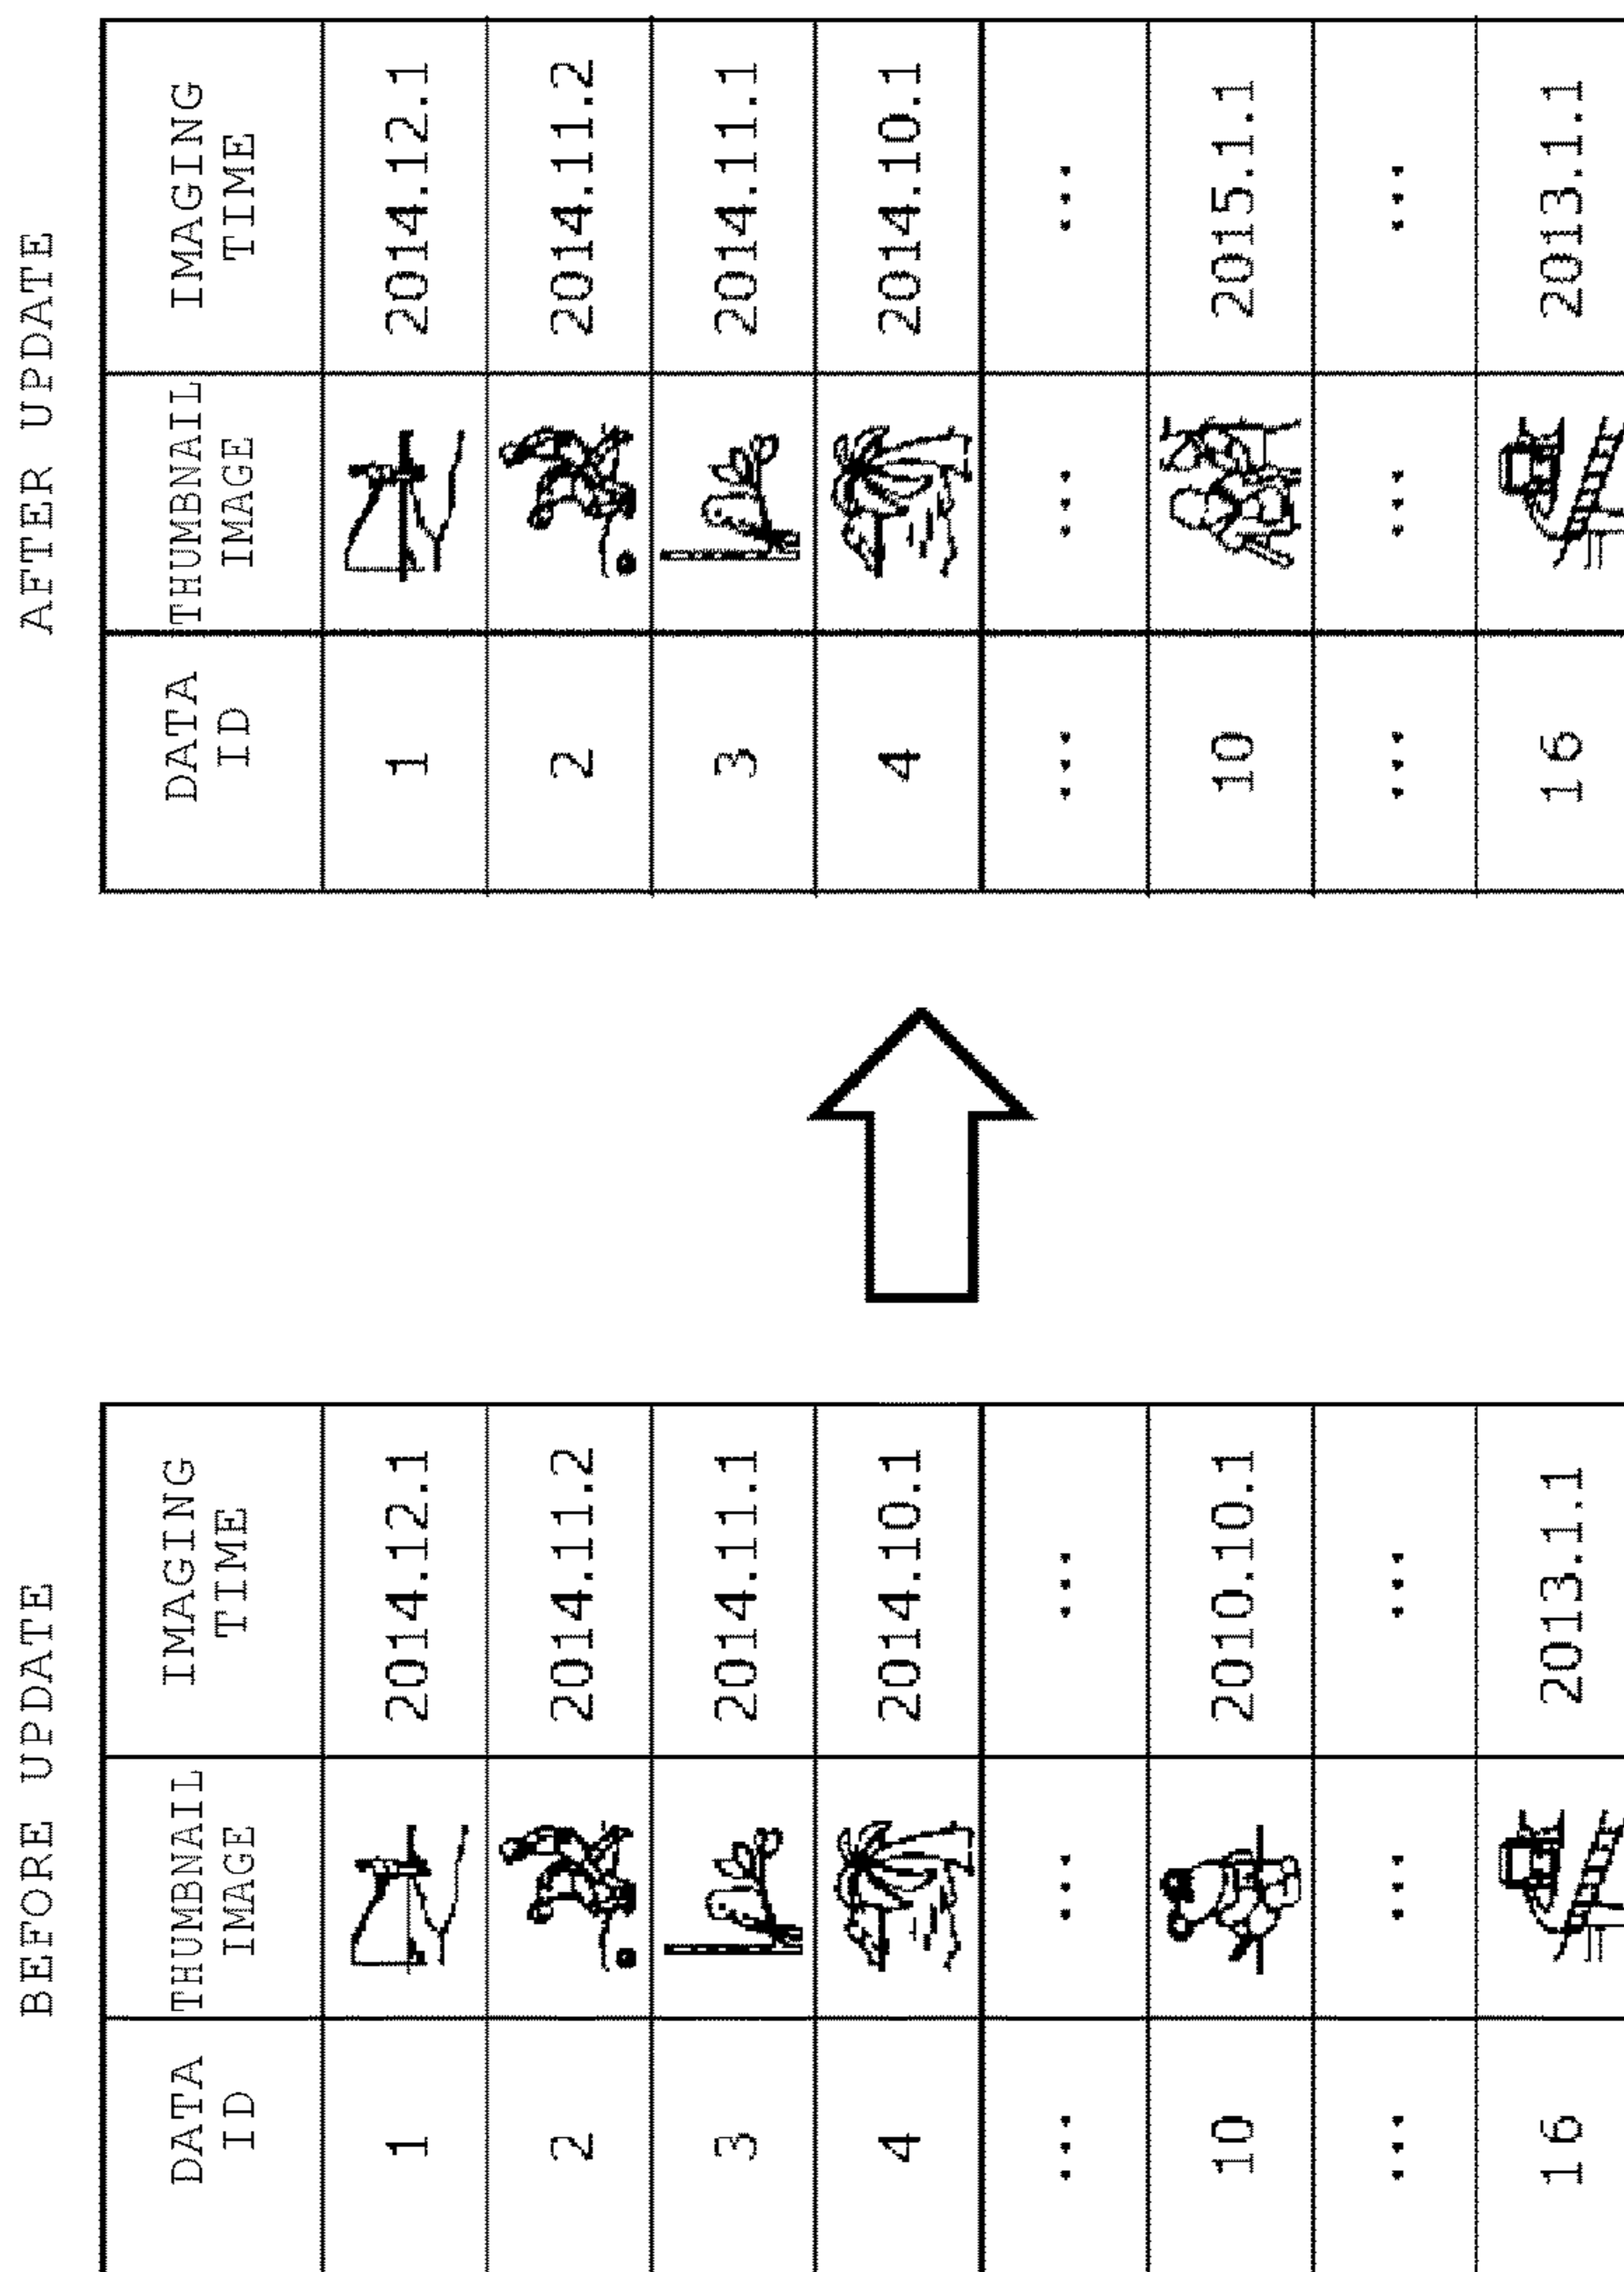 BEFORE UPDATE
DATA ID THUMBNAIL IMAGE IMAGING TIME
1 2014.12.1
2 2014.11.2
3 2014.11.1
4 2014.10.1
... ... ...
10 2010.10.1
... ... ...
16 2013.1.1
AFTER UPDATE
DATA ID THUMBNAIL IMAGE IMAGING TIME
1 2014.12.1
2 2014.11.2
3 2014.11.1
4 2014.10.1
... ... ...
10 2015.1.1
... ... ...
16 2013.1.1